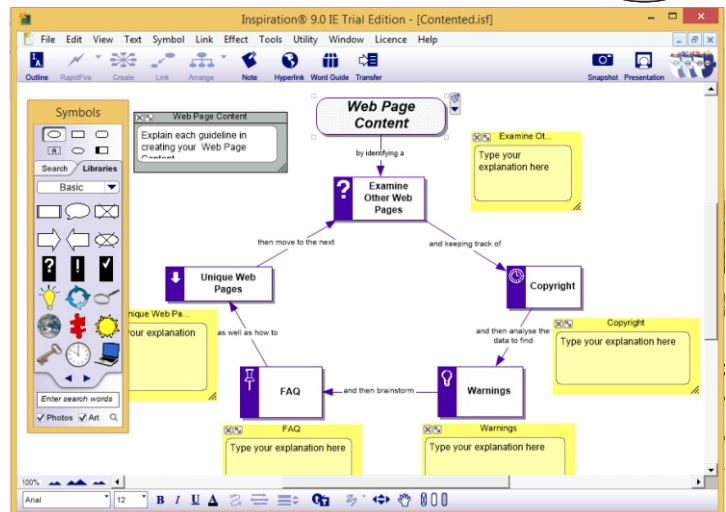 Inspiration® 9.0 IE Trial Edition - [Contented.isf]
File Edit View Text Symbol Link Effect Tools Utility Window Licence Help
Outline RapidFire Create Link Arrange Note Hyperlink Word Guide Transfer Snapshot Presentation
Symbols
Search Libraries
Basic
Enter search words
Photos Art
Web Page Content
Explain each guideline in
creating your Web Page
Content
Web Page
Content
by identifying a
Examine Ot...
Type your
explanation here
Examine
Other Web
Pages
then move to the next
and keeping track of
Unique Web
Pages
Copyright
nique Web Pa...
our explanation
as well as how to
and then analyse the
data to find
Copyright
Type your explanation here
FAQ
and then brainstorm
Warnings
FAQ
Type your explanation here
Warnings
Type your explanation here
100%
Arial 12 B I U A